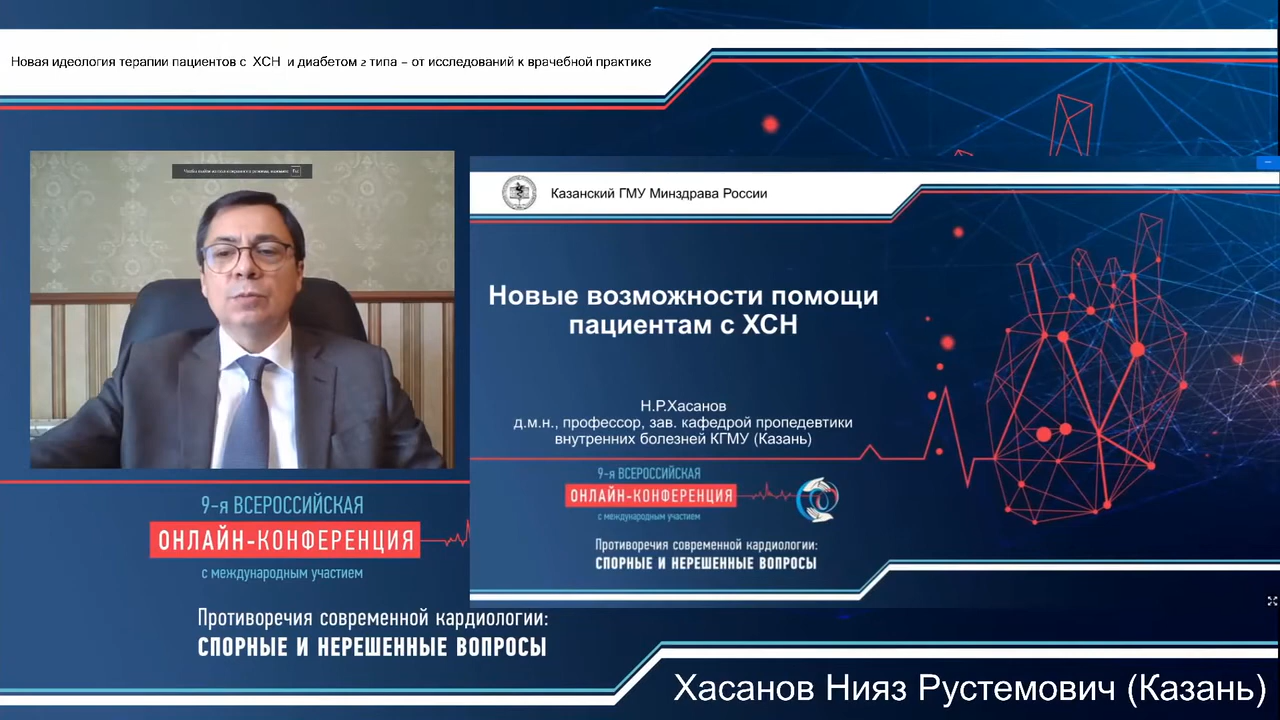 Новая идеология терапии пациентов с ХСН и диабетом 2 типа – от исследований к врачебной практике
Казанский ГМУ Минздрава России
Новые возможности помощи
пациентам с ХСН
Н.Р.Хасанов
д.м.н., профессор, зав. кафедрой пропедевтики
внутренних болезней КГМУ (Казань)
9-я ВСЕРОССИЙСКАЯ
ОНЛАЙН-КОНФЕРЕНЦИЯ
с международным участием
Противоречия современной кардиологии:
СПОРНЫЕ И НЕРЕШЕННЫЕ ВОПРОСЫ
9-я ВСЕРОССИЙСКАЯ
ОНЛАЙН-КОНФЕРЕНЦИЯ
с международным участием
Противоречия современной кардиологии:
СПОРНЫЕ И НЕРЕШЕННЫЕ ВОПРОСЫ
Хасанов Нияз Рустемович (Казань)